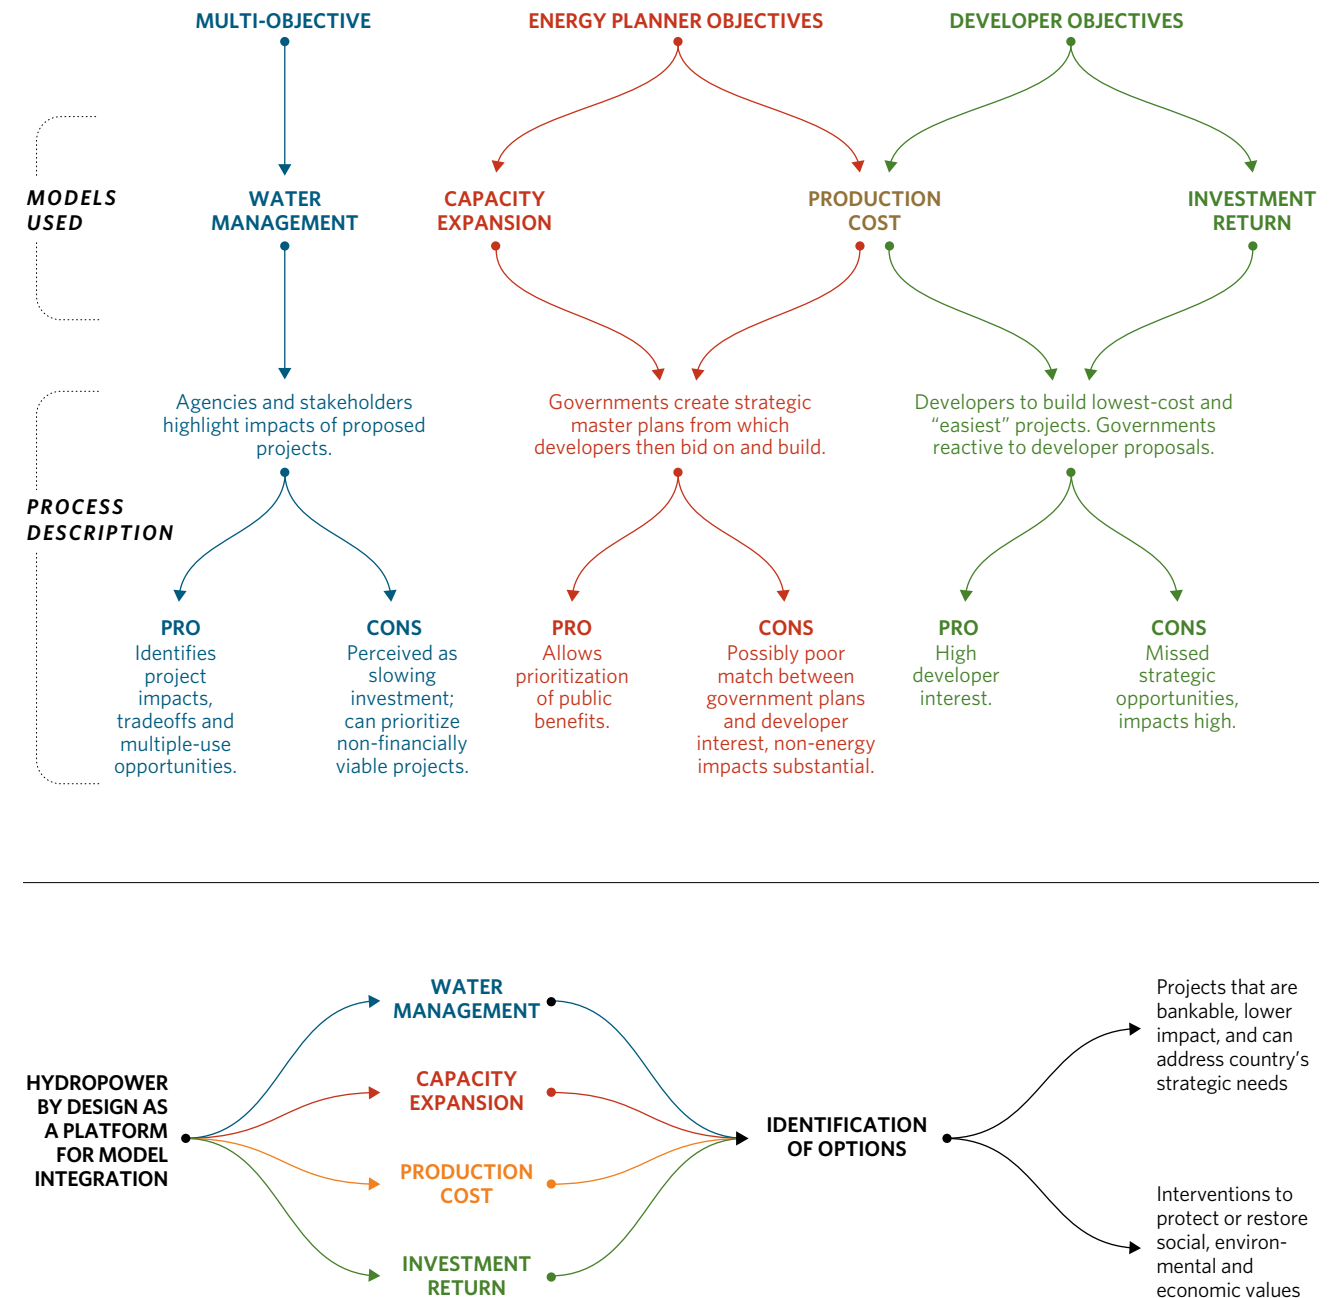 MULTI-OBJECTIVE
ENERGY PLANNER OBJECTIVES
DEVELOPER OBJECTIVES
MODELS
USED
WATER
MANAGEMENT
CAPACITY
EXPANSION
PRODUCTION
COST
INVESTMENT
RETURN
PROCESS
DESCRIPTION
Agencies and stakeholders
highlight impacts of proposed
projects.
Governments create strategic
master plans from which
developers then bid on and build.
Developers to build lowest-cost and
“easiest” projects. Governments
reactive to developer proposals.
PRO
Identifies
project
impacts,
tradeoffs and
multiple-use
opportunities.
CONS
Perceived as
slowing
investment;
can prioritize
non-financially
viable projects.
PRO
Allows
prioritization
of public
benefits.
CONS
Possibly poor
match between
government plans
and developer
interest, non-energy
impacts substantial.
PRO
High
developer
interest.
CONS
Missed
strategic
opportunities,
impacts high.
HYDROPOWER
BY DESIGN AS
A PLATFORM
FOR MODEL
INTEGRATION
WATER
MANAGEMENT
CAPACITY
EXPANSION
PRODUCTION
COST
INVESTMENT
RETURN
IDENTIFICATION
OF OPTIONS
Projects that are
bankable, lower
impact, and can
address country’s
strategic needs
Interventions to
protect or restore
social, environ-
mental and
economic values